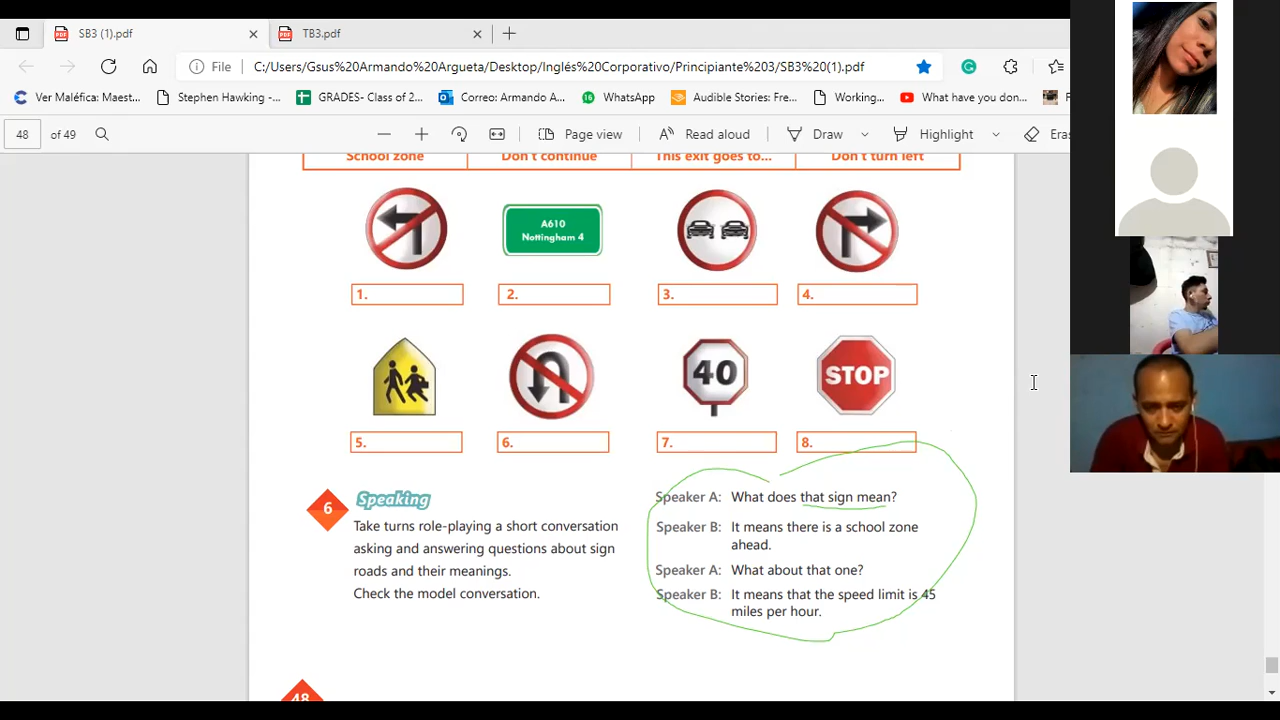 SB3 (1).pdf
TB3.pdf
File
C:/Users/Gsus%20Armando%20Argueta/Desktop/Inglés%20Corporativo/Principiante%203/SB3%20(1).pdf
Ver Maléfica: Maest...
Stephen Hawking -...
GRADES- Class of 2...
Correo: Armando A...
16
WhatsApp
Audible Stories: Fre...
Working...
What have you don...
48
of 49
Page view
Read aloud
Draw
Highlight
Eras
School zone
Don't continue
This exit goes to...
Don't turn left
A610
Nottingham 4
1.
2.
3.
4.
40
STOP
5.
6.
7.
8.
6
Speaking
Take turns role-playing a short conversation
asking and answering questions about sign
roads and their meanings.
Check the model conversation.
Speaker A: What does that sign mean?
Speaker B: It means there is a school zone
ahead.
Speaker A: What about that one?
Speaker B: It means that the speed limit is 45
miles per hour.
48